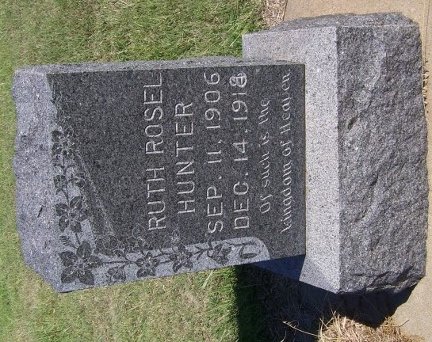 RUTH ROSEL
HUNTER
SEP. 11, 1906
DEC. 14, 1918
Of such is the
kingdom of Heaven